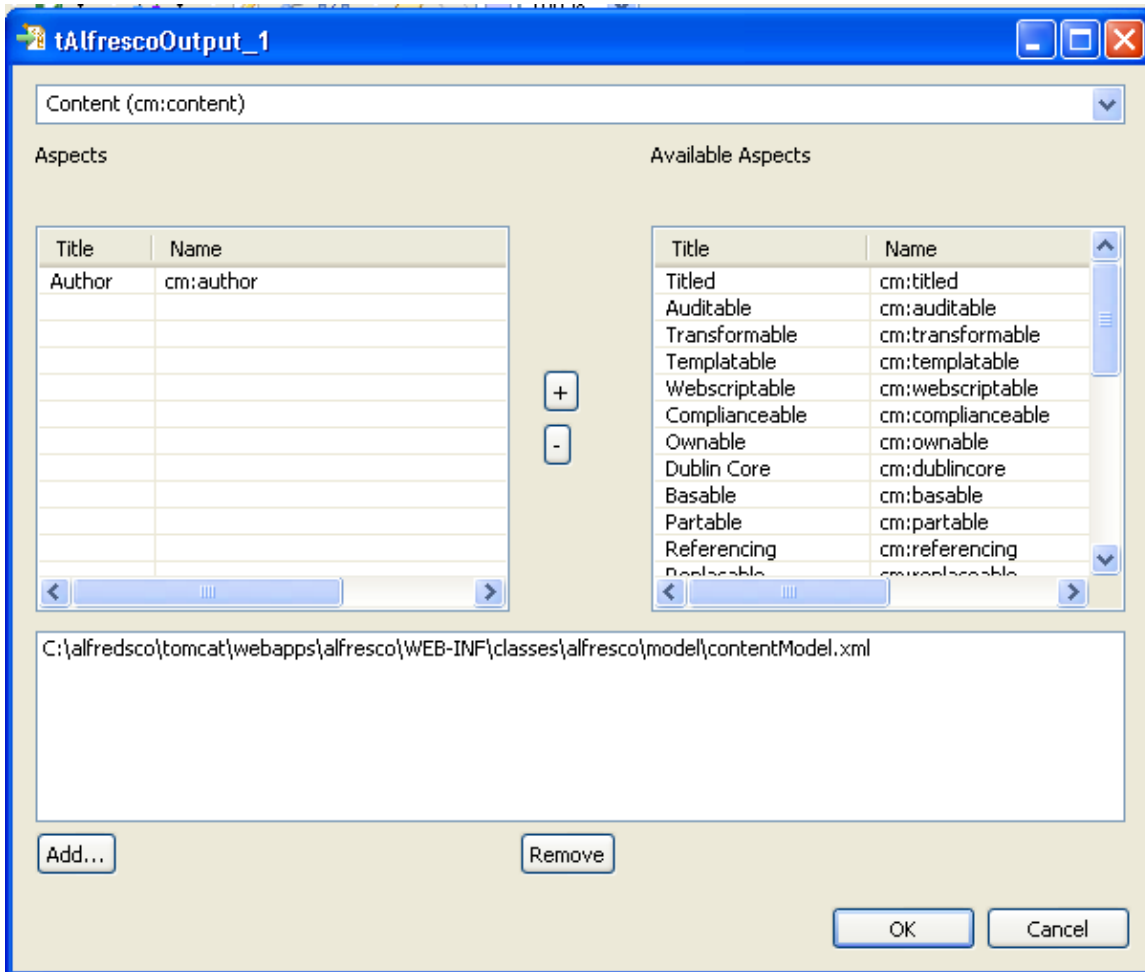 tAlfrescoOutput_1
Content (cm:content)
Aspects
Available Aspects
Title Name
Author cm:author
+
-
Title Name
Titled cm:titled
Auditable cm:auditable
Transformable cm:transformable
Templatable cm:templatable
Webscriptable cm:webscriptable
Complianceable cm:complianceable
Ownable cm:ownable
Dublin Core cm:dublincore
Basable cm:basable
Partable cm:partable
Referencing cm:referencing
C:\alfredsco\tomcat\webapps\alfresco\WEB-INF\classes\alfresco\model\contentModel.xml
Add...
Remove
OK
Cancel